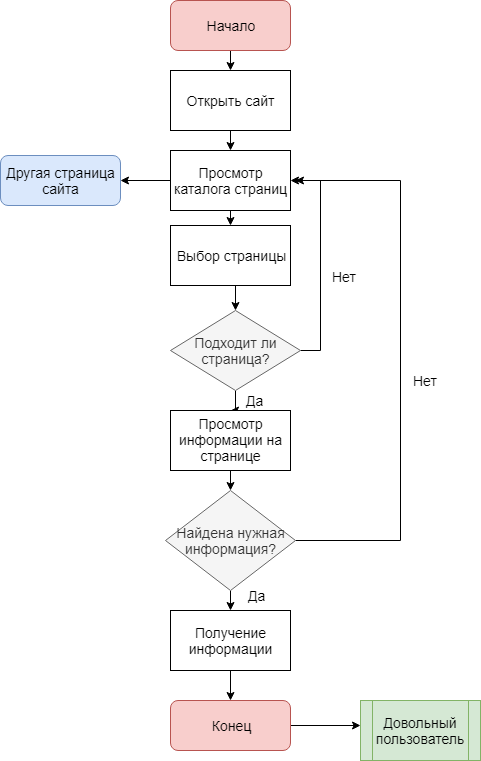 Начало
Открыть сайт
Другая страница
сайта
Просмотр
каталога страниц
Выбор страницы
Нет
Подходит ли
страница?
Нет
Да
Просмотр
информации на
странице
Найдена нужная
информация?
Да
Получение
информации
Конец
Довольный
пользователь